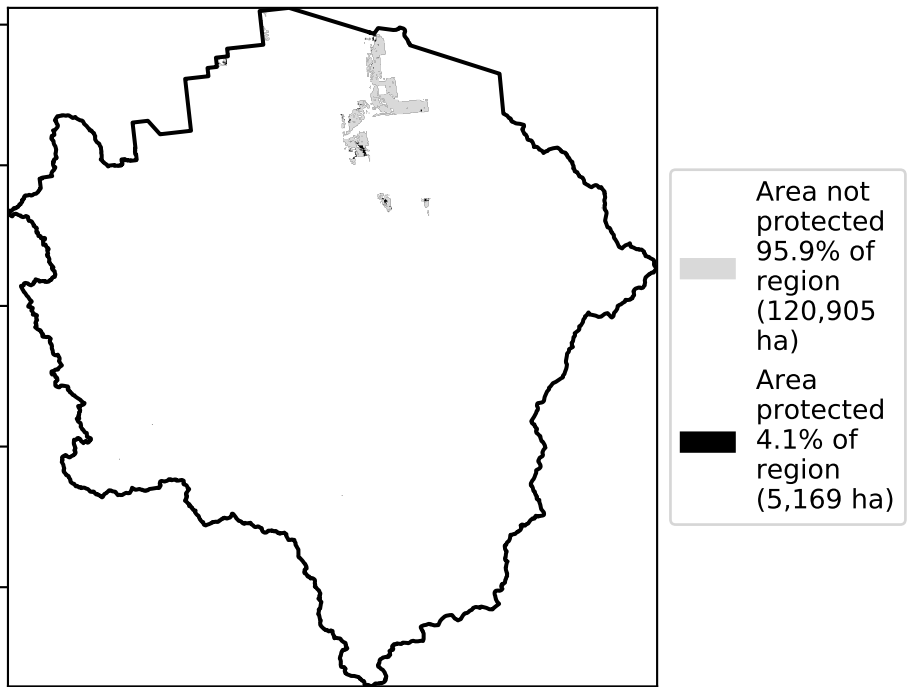 Area not
protected
95.9% of
region
(120,905
ha)
Area
protected
4.1% of
region
(5,169 ha)